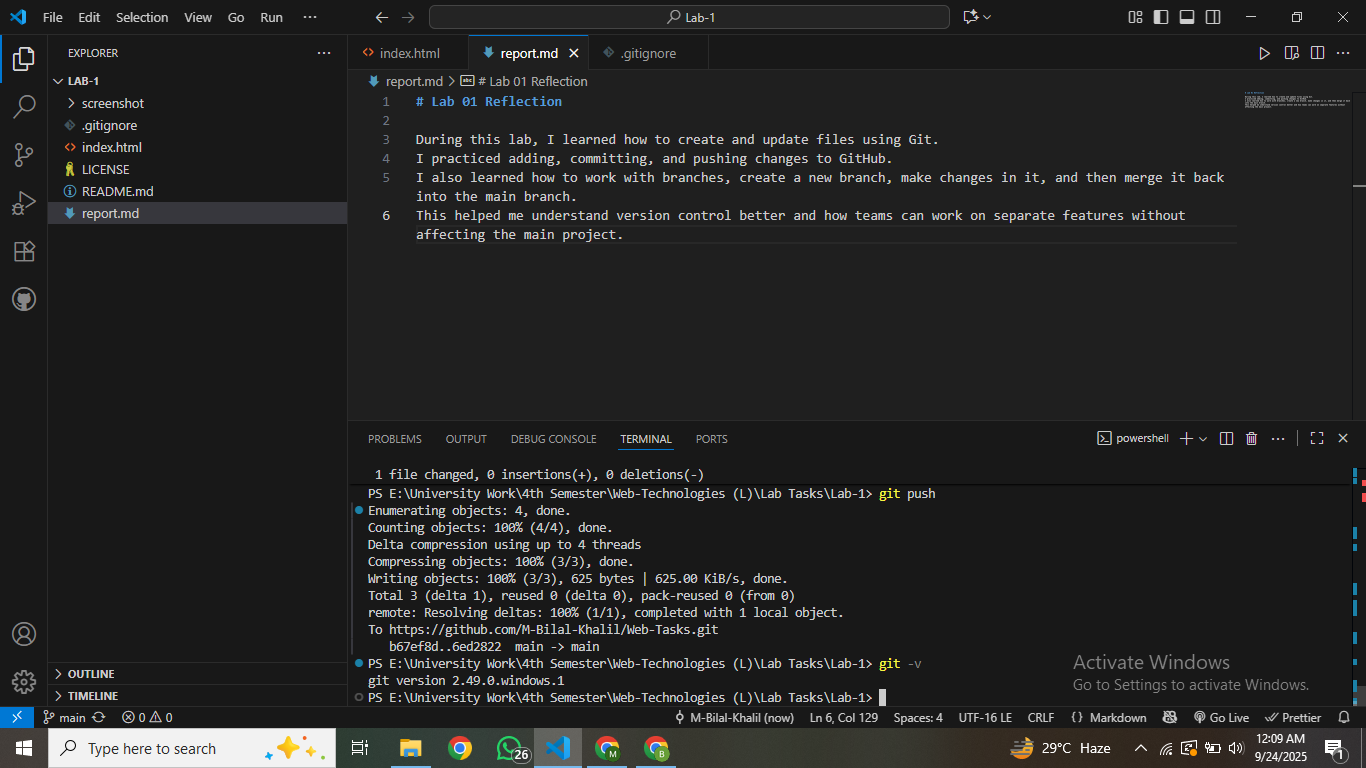 File Edit Selection View Go Run ···
Lab-1
EXPLORER
LAB-1
screenshot
.gitignore
index.html
LICENSE
README.md
report.md
OUTLINE
TIMELINE
index.html
report.md
.gitignore
report.md > # Lab 01 Reflection
1 # Lab 01 Reflection
2
3 During this lab, I learned how to create and update files using Git.
4 I practiced adding, committing, and pushing changes to GitHub.
5 I also learned how to work with branches, create a new branch, make changes in it, and then merge it back
into the main branch.
6 This helped me understand version control better and how teams can work on separate features without
affecting the main project.
PROBLEMS OUTPUT DEBUG CONSOLE TERMINAL PORTS
powershell
1 file changed, 0 insertions(+), 0 deletions(-)
PS E:\University Work\4th Semester\Web-Technologies (L)\Lab Tasks\Lab-1> git push
Enumerating objects: 4, done.
Counting objects: 100% (4/4), done.
Delta compression using up to 4 threads
Compressing objects: 100% (3/3), done.
Writing objects: 100% (3/3), 625 bytes | 625.00 KiB/s, done.
Total 3 (delta 1), reused 0 (delta 0), pack-reused 0 (from 0)
remote: Resolving deltas: 100% (1/1), completed with 1 local object.
To https://github.com/M-Bilal-Khalil/Web-Tasks.git
b67ef8d..6ed2822 main -> main
PS E:\University Work\4th Semester\Web-Technologies (L)\Lab Tasks\Lab-1> git -v
git version 2.49.0.windows.1
PS E:\University Work\4th Semester\Web-Technologies (L)\Lab Tasks\Lab-1>
Activate Windows
Go to Settings to activate Windows.
main 0 0 M-Bilal-Khalil (now) Ln 6, Col 129 Spaces: 4 UTF-16 LE CRLF {} Markdown Go Live Prettier
Type here to search
26
M
B
29°C Haze
12:09 AM
9/24/2025
1